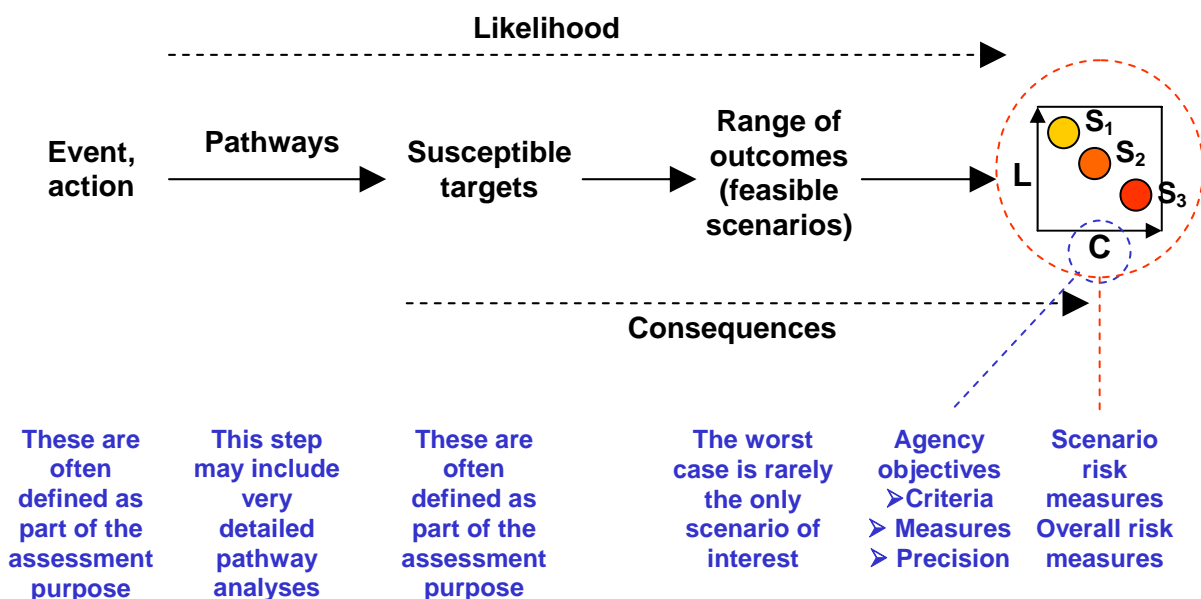 Likelihood
Event,
action
Pathways
Susceptible
targets
Range of
outcomes
(feasible
scenarios)
L
S1
S2
S3
C
Consequences
These are
often
defined as
part of the
assessment
purpose
This step
may include
very
detailed
pathway
analyses
These are
often
defined as
part of the
assessment
purpose
The worst
case is rarely
the only
scenario of
interest
Agency
objectives
➢Criteria
➢ Measures
➢ Precision
Scenario
risk
measures
Overall risk
measures